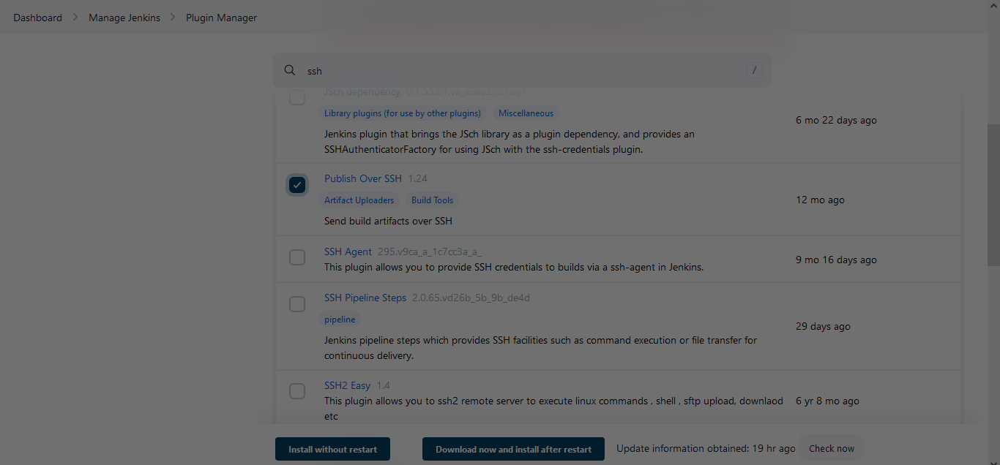 Dashboard > Manage Jenkins > Plugin Manager
ssh /
JSch dependency
Library plugins (for use by other plugins) Miscellaneous
6 mo 22 days ago
Jenkins plugin that brings the JSch library as a plugin dependency, and provides an
SSHAuthenticatorFactory for using JSch with the ssh-credentials plugin.
Publish Over SSH 1.24
Artifact Uploaders Build Tools
12 mo ago
Send build artifacts over SSH
SSH Agent 295.v9ca_a_1c7cc3a_a_
9 mo 16 days ago
This plugin allows you to provide SSH credentials to builds via a ssh-agent in Jenkins.
SSH Pipeline Steps 2.0.65.vd26b_5b_9b_de4d
pipeline
29 days ago
Jenkins pipeline steps which provides SSH facilities such as command execution or file transfer for
continuous delivery.
SSH2 Easy 1.4
This plugin allows you to ssh2 remote server to execute linux commands , shell , sftp upload, downlaod
etc
6 yr 8 mo ago
Install without restart Download now and install after restart Update information obtained: 19 hr ago Check now